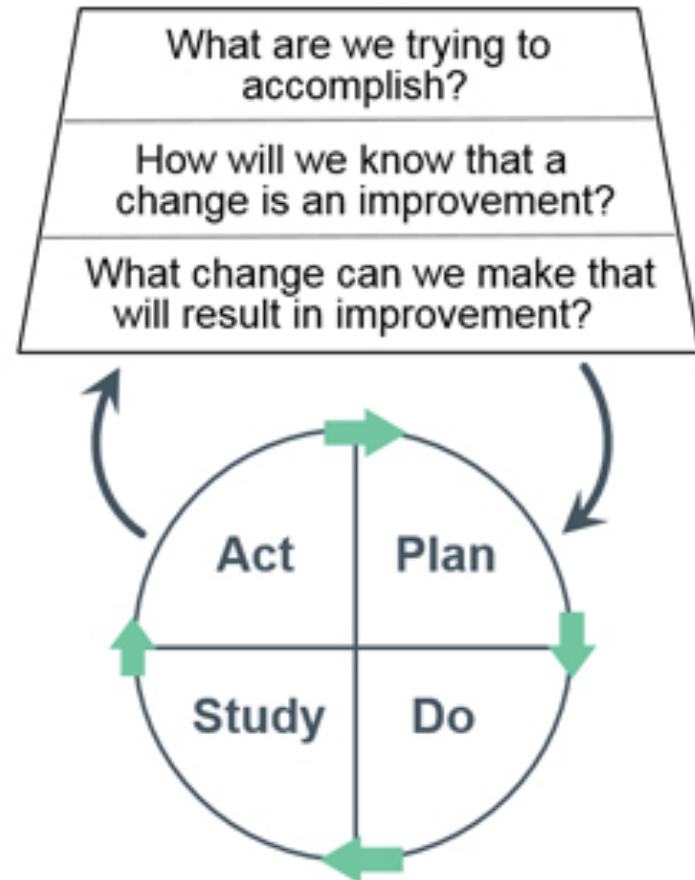 What are we trying to
accomplish?
How will we know that a
change is an improvement?
What change can we make that
will result in improvement?
Act
Plan
Study
Do